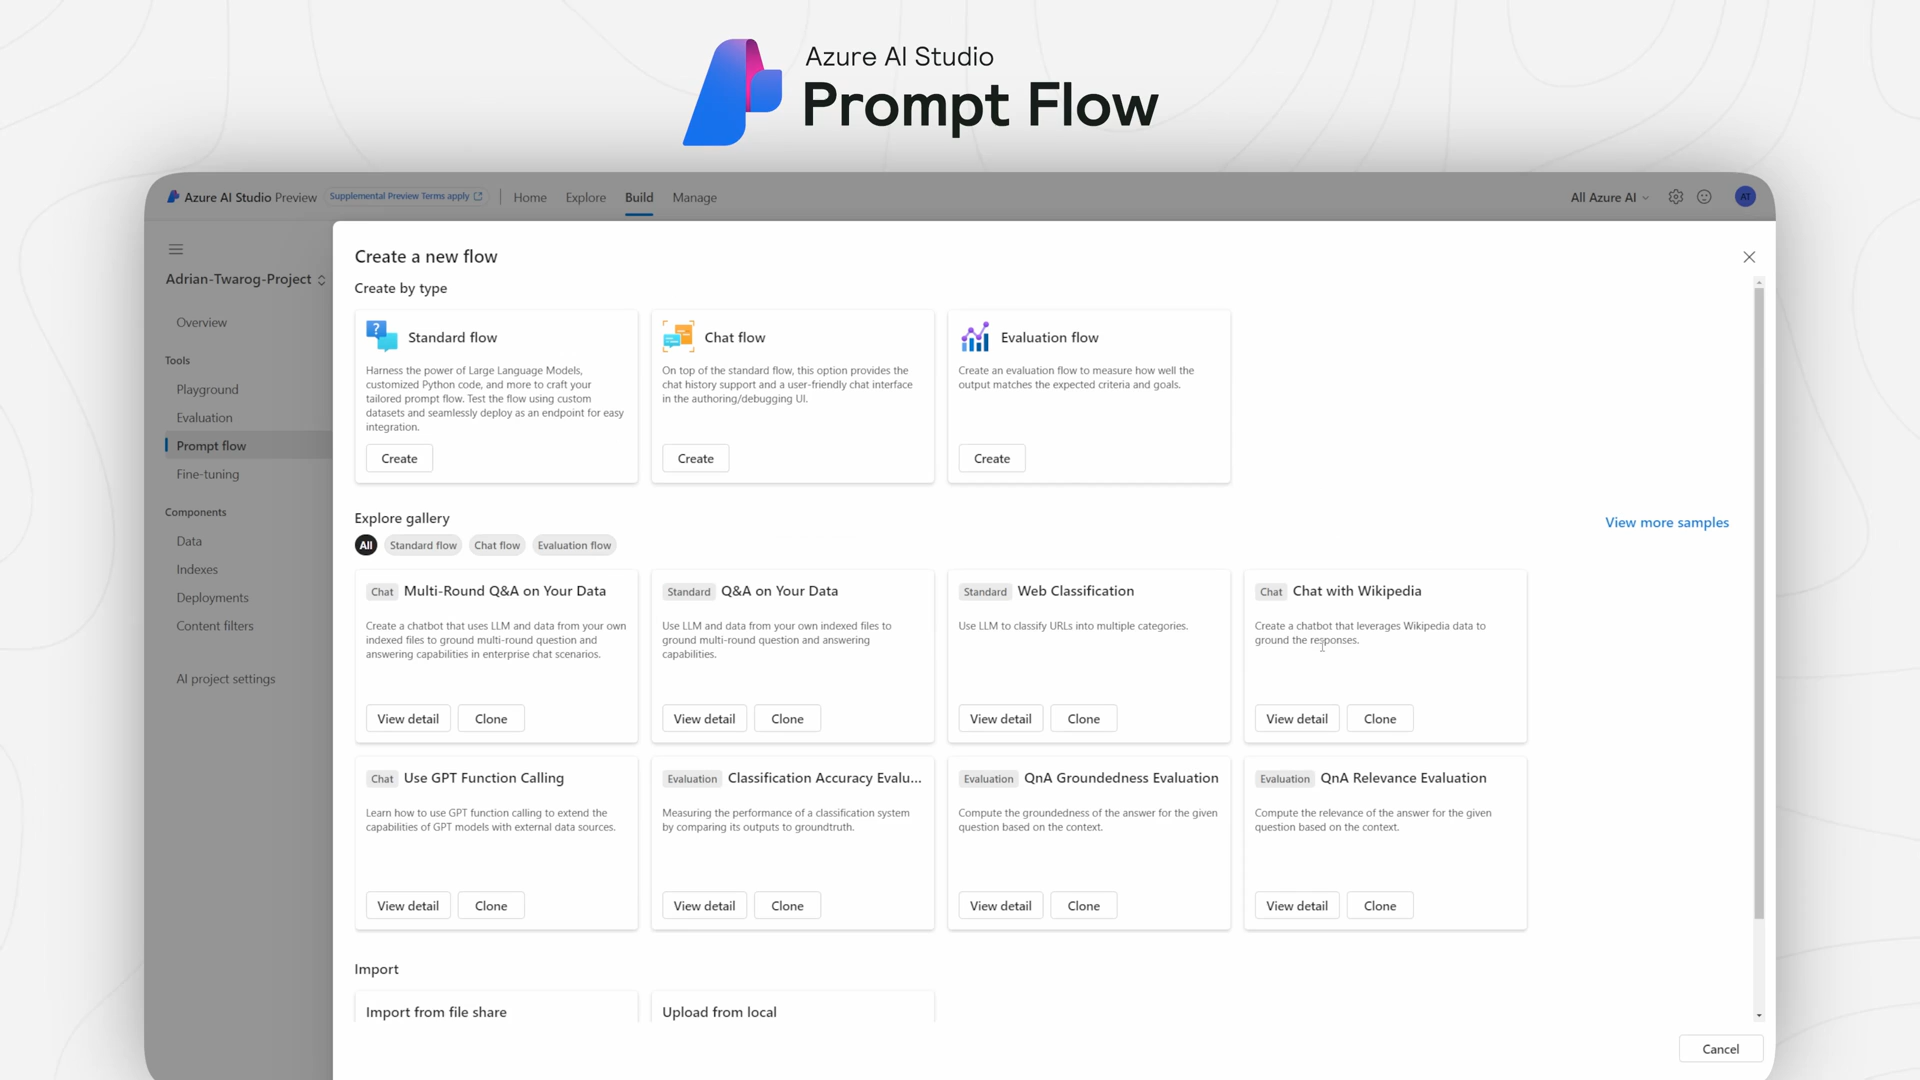 Azure AI Studio
Prompt Flow
Azure AI Studio Preview
Supplemental Preview Terms apply
Home
Explore
Build
Manage
All Azure AI
AT
Adrian-Twarog-Project
Overview
Tools
Playground
Evaluation
Prompt flow
Fine-tuning
Components
Data
Indexes
Deployments
Content filters
AI project settings
Create a new flow
Create by type
Standard flow
Harness the power of Large Language Models,
customized Python code, and more to craft your
tailored prompt flow. Test the flow using custom
datasets and seamlessly deploy as an endpoint for easy
integration.
Create
Chat flow
On top of the standard flow, this option provides the
chat history support and a user-friendly chat interface
in the authoring/debugging UI.
Create
Evaluation flow
Create an evaluation flow to measure how well the
output matches the expected criteria and goals.
Create
Explore gallery
View more samples
All
Standard flow
Chat flow
Evaluation flow
Chat Multi-Round Q&A on Your Data
Create a chatbot that uses LLM and data from your own
indexed files to ground multi-round question and
answering capabilities in enterprise chat scenarios.
View detail
Clone
Standard Q&A on Your Data
Use LLM and data from your own indexed files to
ground multi-round question and answering
capabilities.
View detail
Clone
Standard Web Classification
Use LLM to classify URLs into multiple categories.
View detail
Clone
Chat Chat with Wikipedia
Create a chatbot that leverages Wikipedia data to
ground the responses.
View detail
Clone
Chat Use GPT Function Calling
Learn how to use GPT function calling to extend the
capabilities of GPT models with external data sources.
View detail
Clone
Evaluation Classification Accuracy Evalu...
Measuring the performance of a classification system
by comparing its outputs to groundtruth.
View detail
Clone
Evaluation QnA Groundedness Evaluation
Compute the groundedness of the answer for the given
question based on the context.
View detail
Clone
Evaluation QnA Relevance Evaluation
Compute the relevance of the answer for the given
question based on the context.
View detail
Clone
Import
Import from file share
Upload from local
Cancel